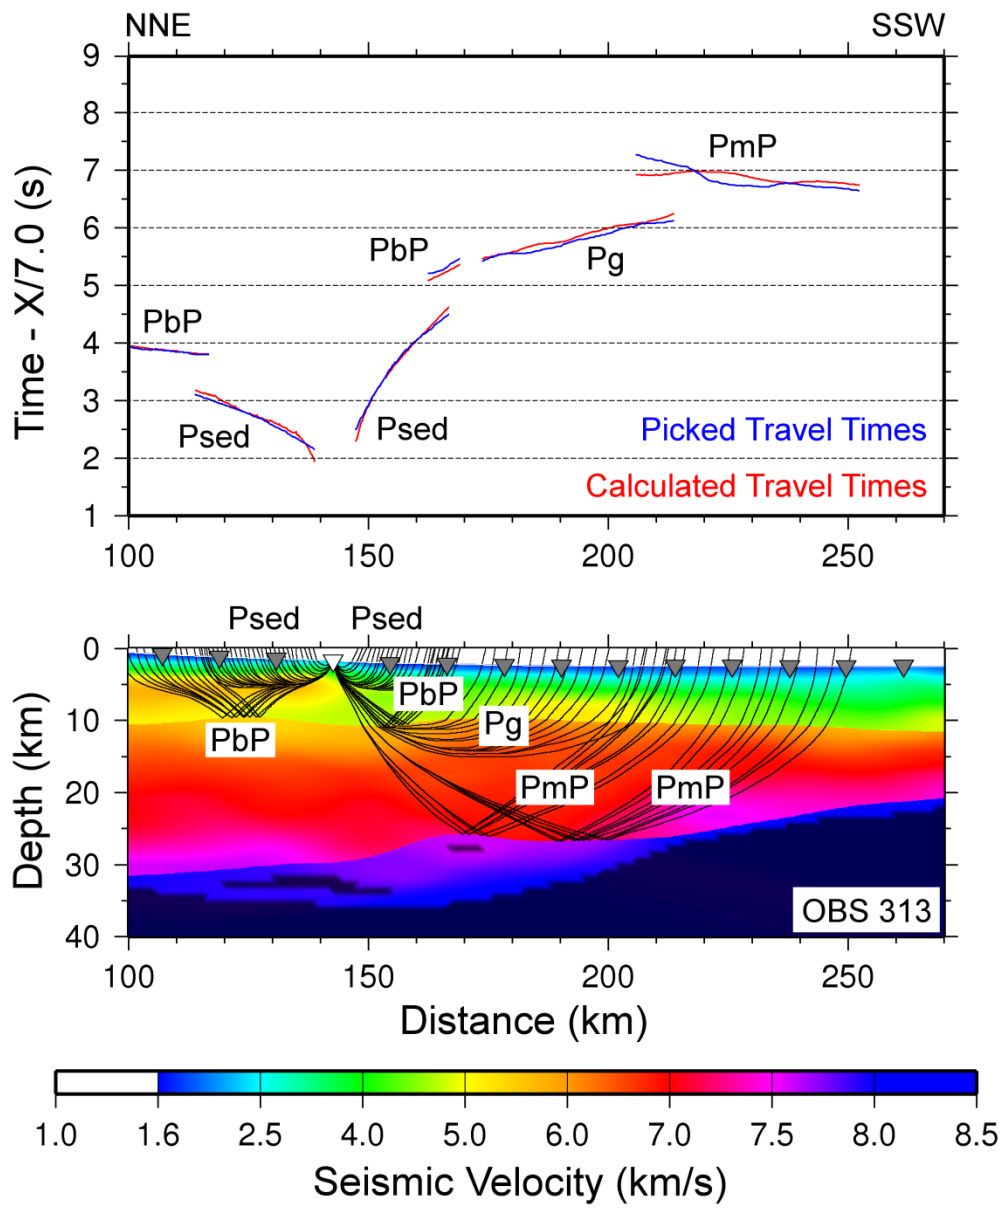 NNE SSW
9
8
PmP
7
6
PbP
Pg
5
PbP
4
3
Psed Psed Picked Travel Times
2
Calculated Travel Times
1
Time - X/7.0 (s)
100 150 200 250
Psed Psed
0
PbP
10
PbP Pg
20
PmP PmP
30
OBS 313
40
Depth (km)
100 150 200 250
Distance (km)
1.0 1.6 2.5 4.0 5.0 6.0 7.0 7.5 8.0 8.5
Seismic Velocity (km/s)